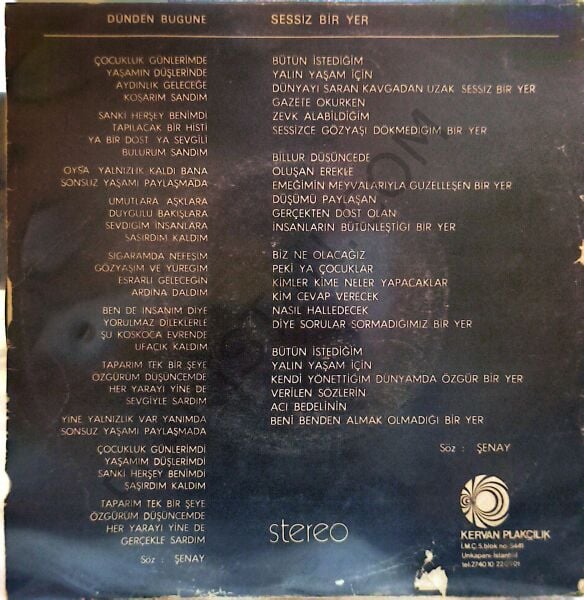 DÜNDEN BUGÜNE
ÇOCUKLUK GÜNLERİMDE
YAŞAMIN DÜŞLERİNDE
AYDINLIK GELECEĞE
KOŞARIM SANDIM
SANKİ HERŞEY BENİMDİ
TAPILACAK BİR HİSTİ
YA BİR DOST YA SEVGİLİ
BULURUM SANDIM
OYSA YALNIZLIK KALDI BANA
SONSUZ YAŞAMI PAYLAŞMADA
UMUTLARA AŞKLARA
DUYGULU BAKIŞLARA
SEVDİĞİM İNSANLARA
ŞAŞIRDIM KALDIM
SİGARAMDA NEFESİM
GÖZYAŞIM VE YÜREĞİM
ESRARLI GELECEĞİN
ARDINA DALDIM
BEN DE İNSANIM DİYE
YORULMAZ DİLEKLERLE
ŞU KOSKOCA EVRENDE
UFACIK KALDIM
TAPARIM TEK BİR ŞEYE
ÖZGÜRÜM DÜŞÜNCEMDE
HER YARAYI YİNE DE
SEVGİYLE SARDIM
YİNE YALNIZLIK VAR YANIMDA
SONSUZ YAŞAMI PAYLAŞMADA
ÇOCUKLUK GÜNLERİMDİ
YAŞAMIM DÜŞLERİMDİ
SANKİ HERŞEY BENİMDİ
ŞAŞIRDIM KALDIM
TAPARIM TEK BİR ŞEYE
ÖZGÜRÜM DÜŞÜNCEMDE
HER YARAYI YİNE DE
GERÇEKLE SARDIM
Söz : ŞENAY
SESSİZ BİR YER
BÜTÜN İSTEDİĞİM
YALIN YAŞAM İÇİN
DÜNYAYI SARAN KAVGADAN UZAK SESSİZ BİR YER
GAZETE OKURKEN
ZEVK ALABİLDİĞİM
SESSİZCE GÖZYAŞI DÖKMEDİĞİM BİR YER
BİLLUR DÜŞÜNCEDE
OLUŞAN EREKLE
EMEĞİMİN MEYVALARIYLA GÜZELLEŞEN BİR YER
DÜŞÜMÜ PAYLAŞAN
GERÇEKTEN DOST OLAN
İNSANLARIN BÜTÜNLEŞTİĞİ BİR YER
BİZ NE OLACAĞIZ
PEKİ YA ÇOCUKLAR
KİMLER KİME NELER YAPACAKLAR
KİM CEVAP VERECEK
NASIL HALLEDECEK
DİYE SORULAR SORMADIĞIMIZ BİR YER
BÜTÜN İSTEDİĞİM
YALIN YAŞAM İÇİN
KENDİ YÖNETTİĞİM DÜNYAMDA ÖZGÜR BİR YER
VERİLEN SÖZLERİN
ACI BEDELİNİN
BENİ BENDEN ALMAK OLMADIĞI BİR YER
Söz : ŞENAY
stereo
KERVAN PLAKÇILIK
İ.M.Ç. 5. blok no: 5441
Unkapanı-İstanbul